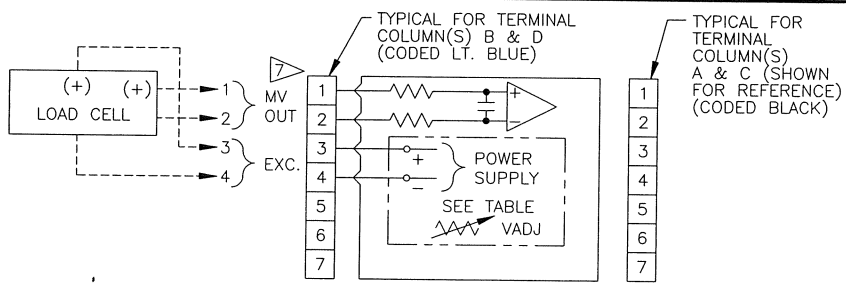 TYPICAL FOR TERMINAL
COLUMN(S) B & D
(CODED LT. BLUE)
TYPICAL FOR
TERMINAL
COLUMN(S)
A & C (SHOWN
FOR REFERENCE)
(CODED BLACK)
7
(+) (+)
LOAD CELL
1
2
3
4
MV
OUT
EXC.
1
2
3
4
5
6
7
+
−
+
−
POWER
SUPPLY
SEE TABLE
VADJ
1
2
3
4
5
6
7